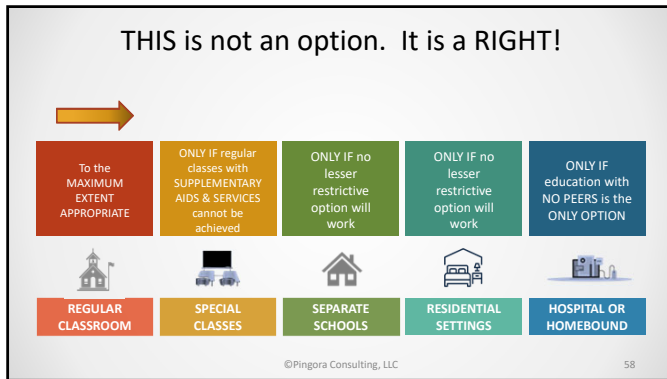 THIS is not an option. It is a RIGHT!
To the
MAXIMUM
EXTENT
APPROPRIATE
ONLY IF regular
classes with
SUPPLEMENTARY
AIDS & SERVICES
cannot be
achieved
ONLY IF no
lesser
restrictive
option will
work
ONLY IF no
lesser
restrictive
option will
work
ONLY IF
education with
NO PEERS is the
ONLY OPTION
REGULAR
CLASSROOM
SPECIAL
CLASSES
SEPARATE
SCHOOLS
RESIDENTIAL
SETTINGS
HOSPITAL OR
HOMEBOUND
©Pingora Consulting, LLC
58